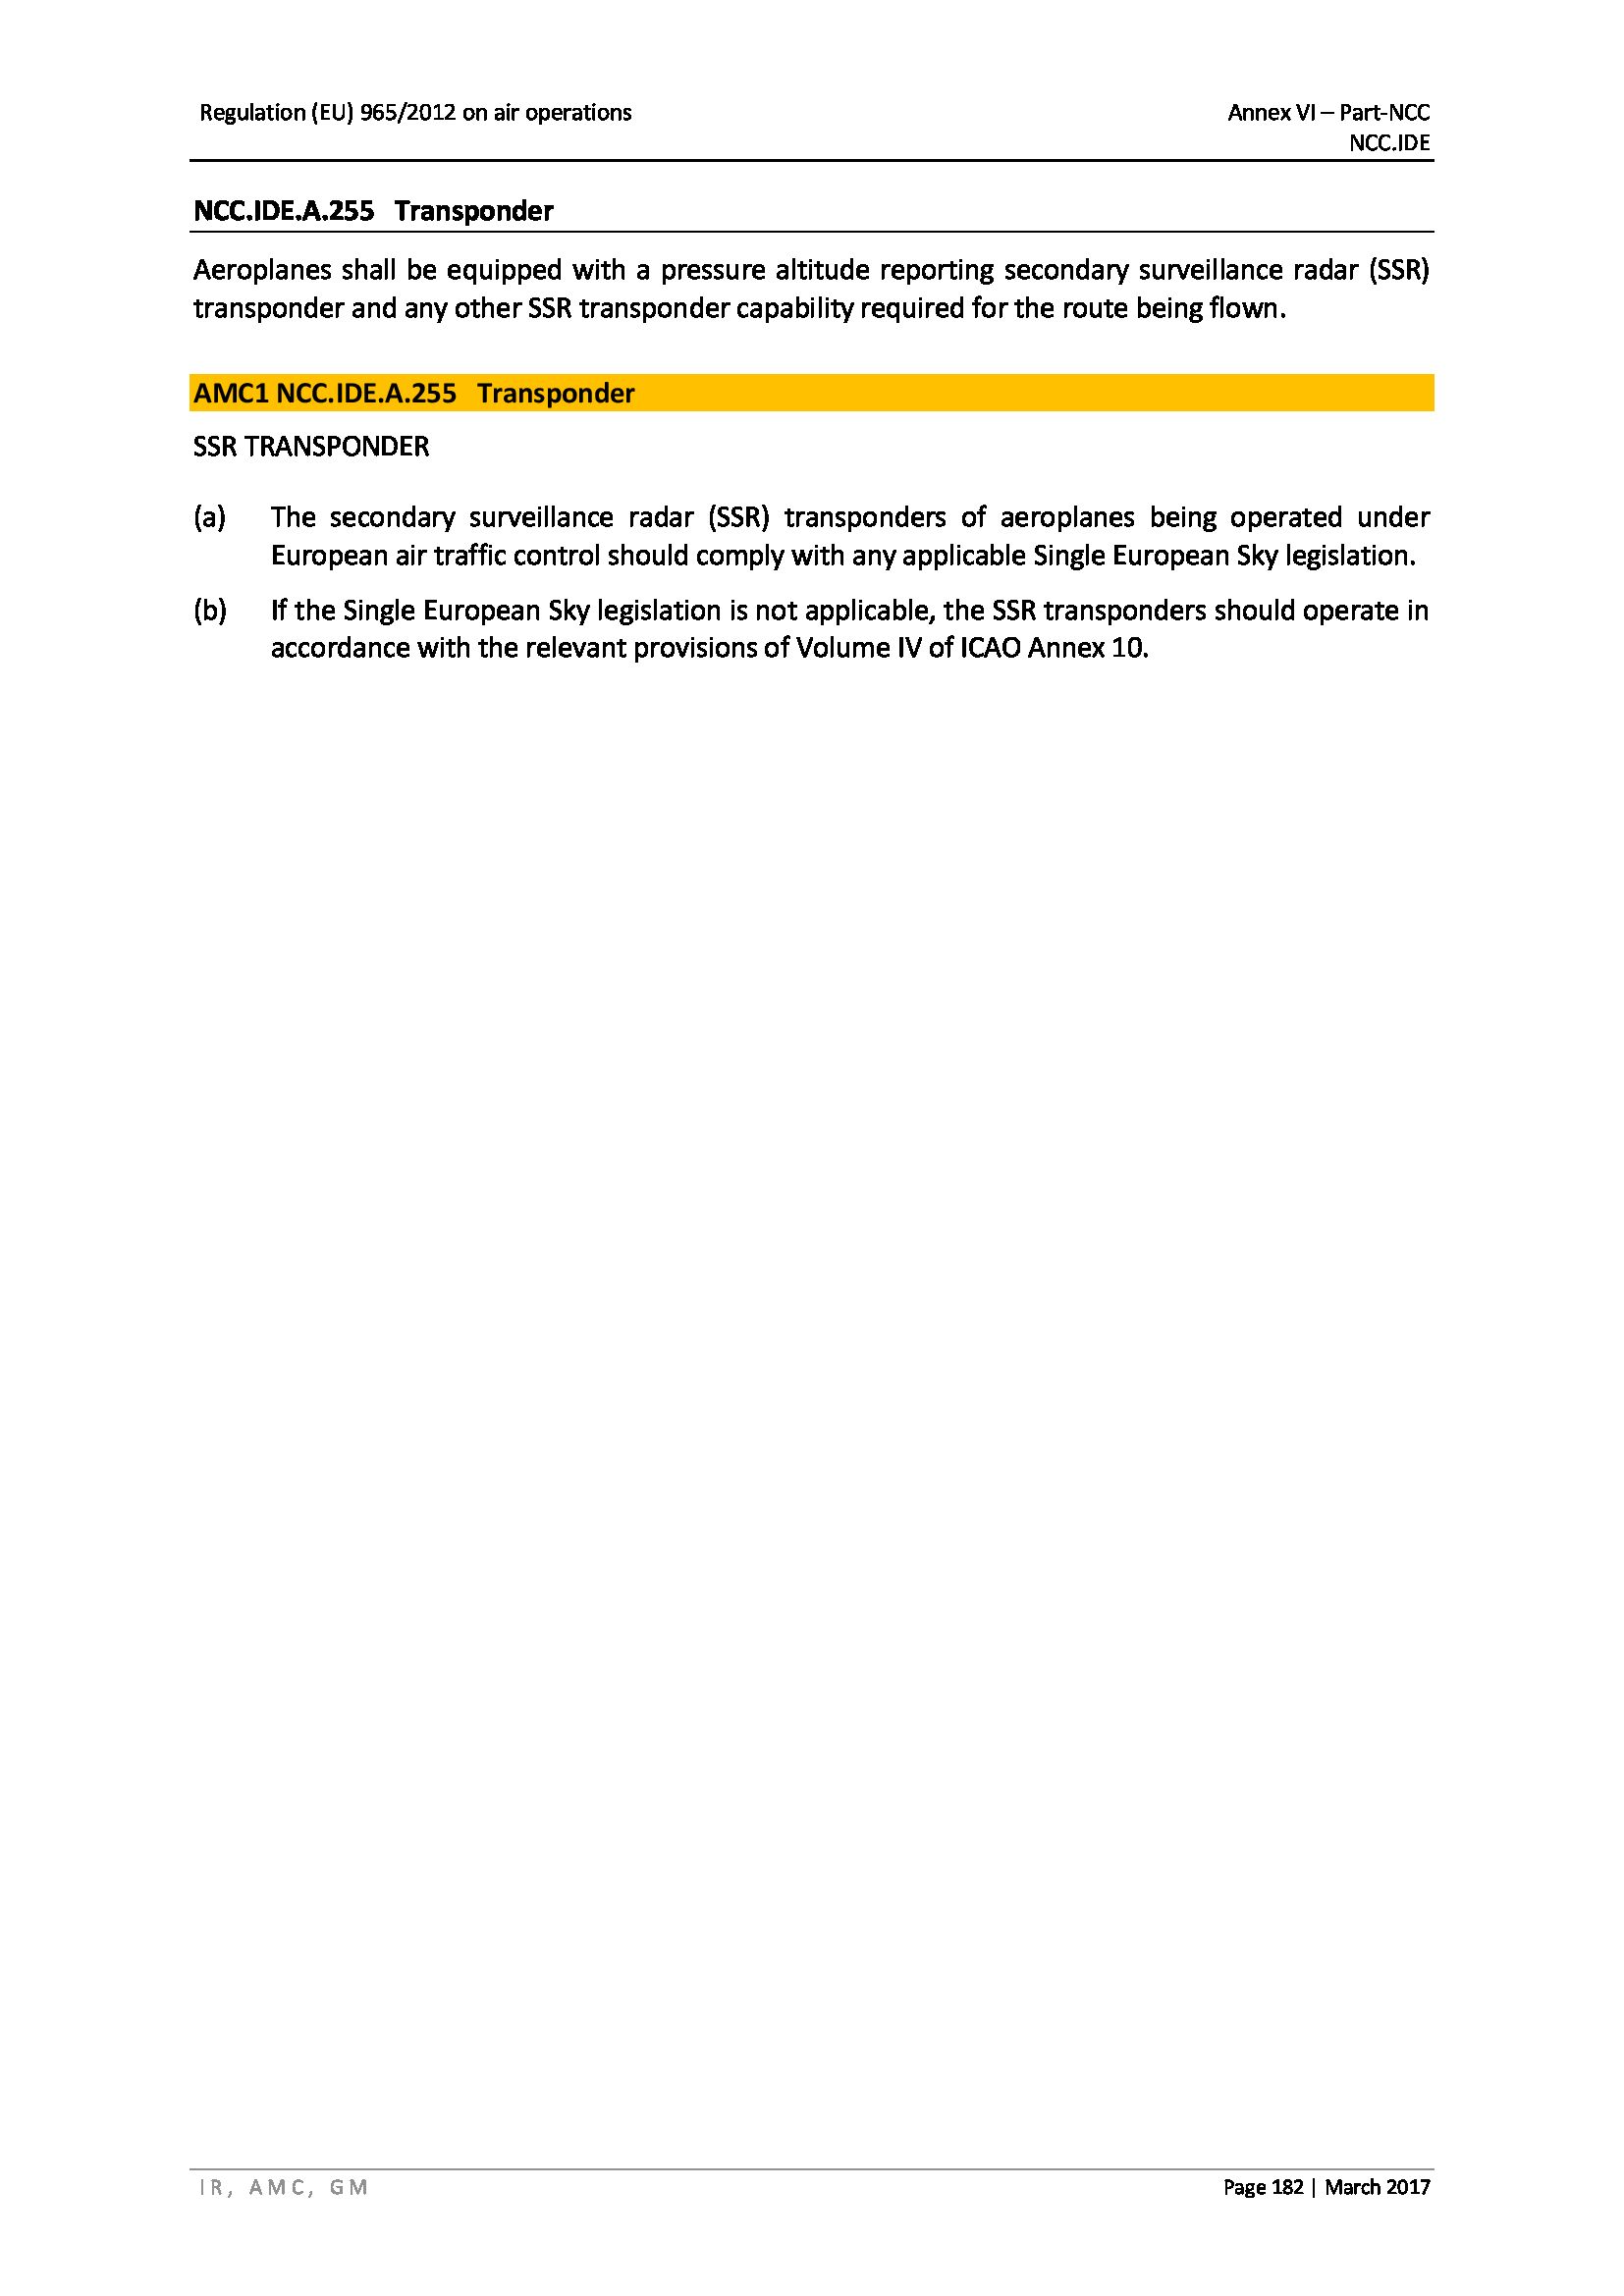 Regulation (EU) 965/2012 on air operations
Annex VI – Part-NCC
NCC.IDE
NCC.IDE.A.255 Transponder
Aeroplanes shall be equipped with a pressure altitude reporting secondary surveillance radar (SSR)
transponder and any other SSR transponder capability required for the route being flown.
AMC1 NCC.IDE.A.255 Transponder
SSR TRANSPONDER
(a) The secondary surveillance radar (SSR) transponders of aeroplanes being operated under
European air traffic control should comply with any applicable Single European Sky legislation.
(b) If the Single European Sky legislation is not applicable, the SSR transponders should operate in
accordance with the relevant provisions of Volume IV of ICAO Annex 10.
IR, AMC, GM
Page 182 | March 2017